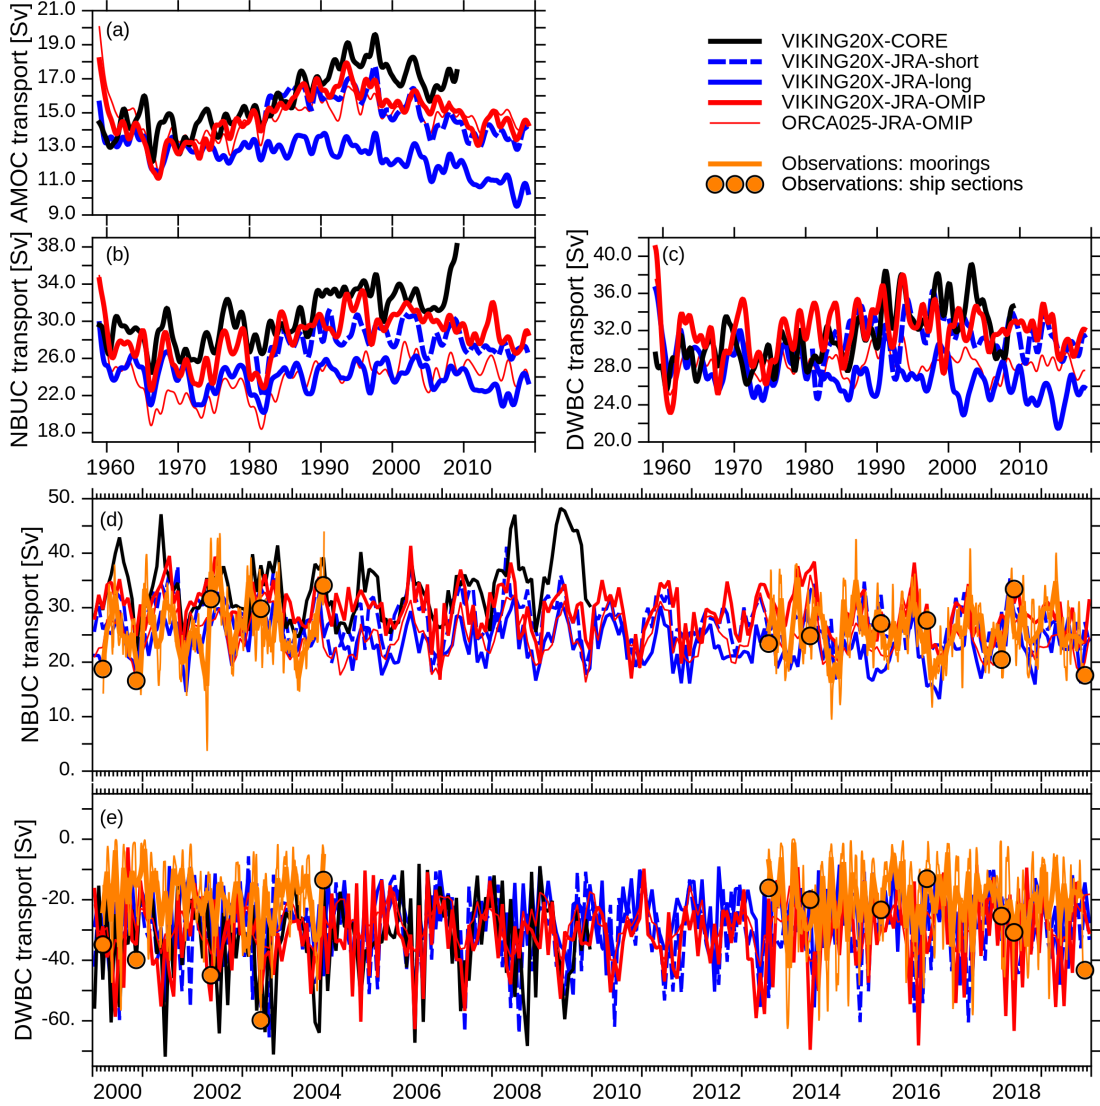 21.0
19.0
17.0
15.0
13.0
11.0
9.0
AMOC transport [Sv]
(a)
VIKING20X-CORE
VIKING20X-JRA-short
VIKING20X-JRA-long
VIKING20X-JRA-OMIP
ORCA025-JRA-OMIP
Observations: moorings
Observations: ship sections
38.0
34.0
30.0
26.0
22.0
18.0
NBUC transport [Sv]
(b)
1960 1970 1980 1990 2000 2010
40.0
36.0
32.0
28.0
24.0
20.0
DWBC transport [Sv]
(c)
1960 1970 1980 1990 2000 2010
50.
40.
30.
20.
10.
0.
NBUC transport [Sv]
(d)
0.
-20.
-40.
-60.
DWBC transport [Sv]
(e)
2000 2002 2004 2006 2008 2010 2012 2014 2016 2018